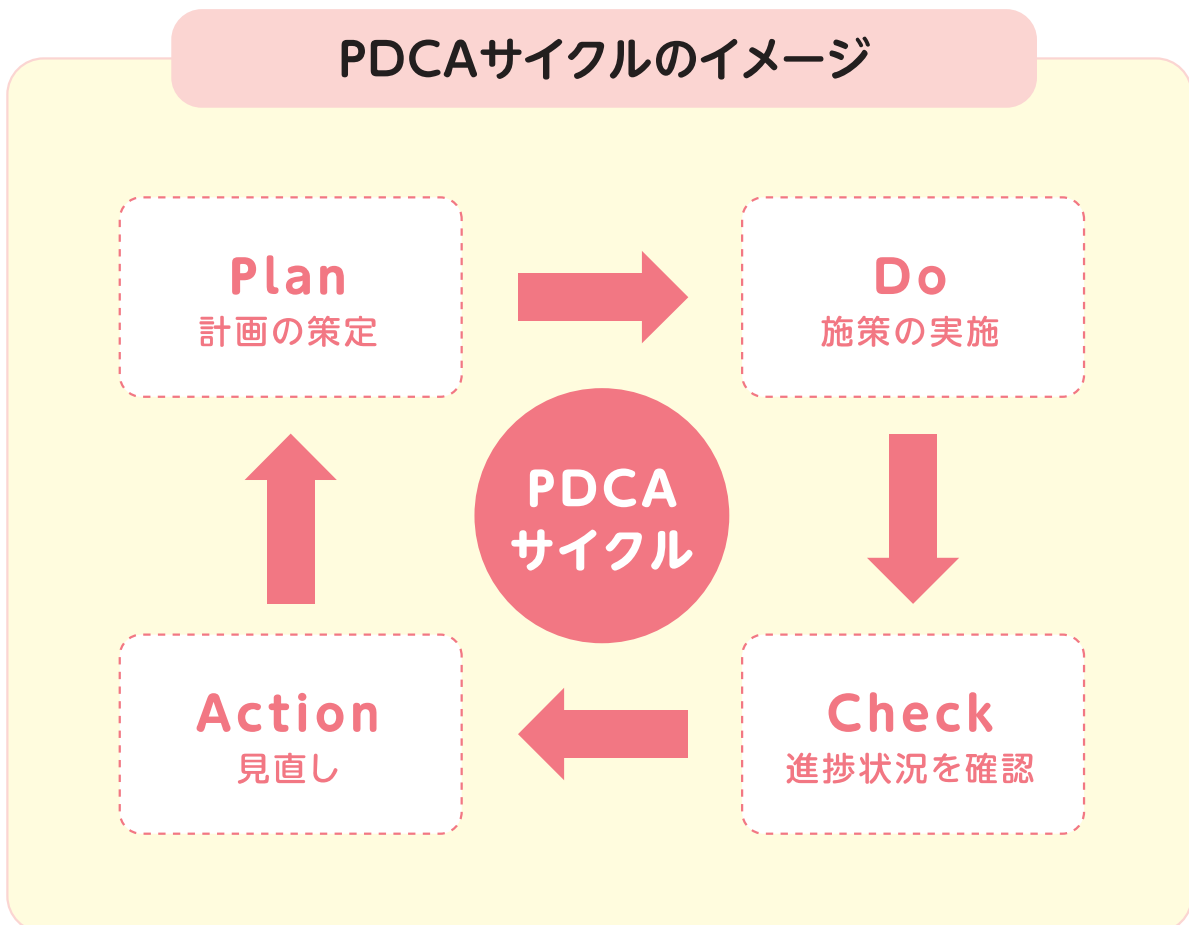 PDCAサイクルのイメージ
Plan
計画の策定
Do
施策の実施
PDCA
サイクル
Action
見直し
Check
進捗状況を確認